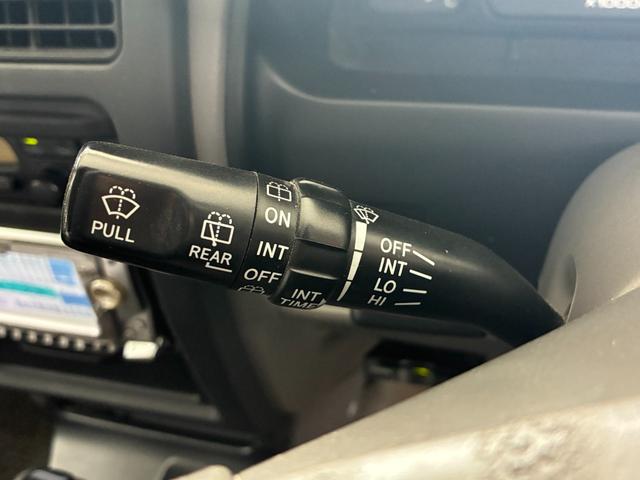 PULL
REAR
ON
INT
OFF
INT
TIME
OFF
INT
LO
HI